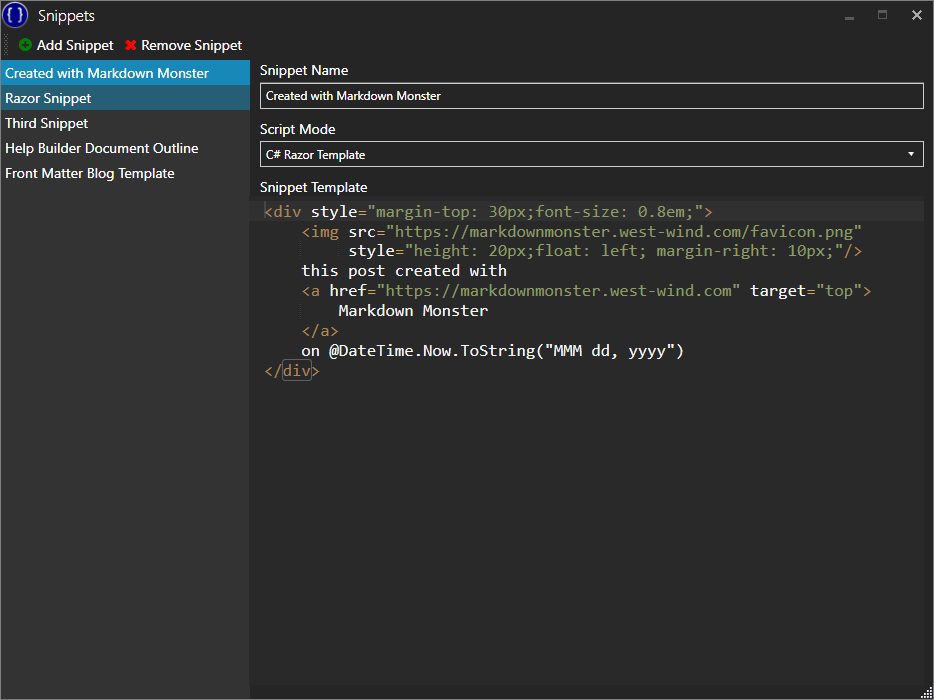 { } Snippets
Add Snippet Remove Snippet
Created with Markdown Monster
Razor Snippet
Third Snippet
Help Builder Document Outline
Front Matter Blog Template
Snippet Name
Created with Markdown Monster
Script Mode
C# Razor Template
Snippet Template
<div style="margin-top: 30px;font-size: 0.8em;">
    <img src="https://markdownmonster.west-wind.com/favicon.png"
         style="height: 20px;float: left; margin-right: 10px;"/>
    this post created with
    <a href="https://markdownmonster.west-wind.com" target="top">
        Markdown Monster
    </a>
    on @DateTime.Now.ToString("MMM dd, yyyy")
</div>